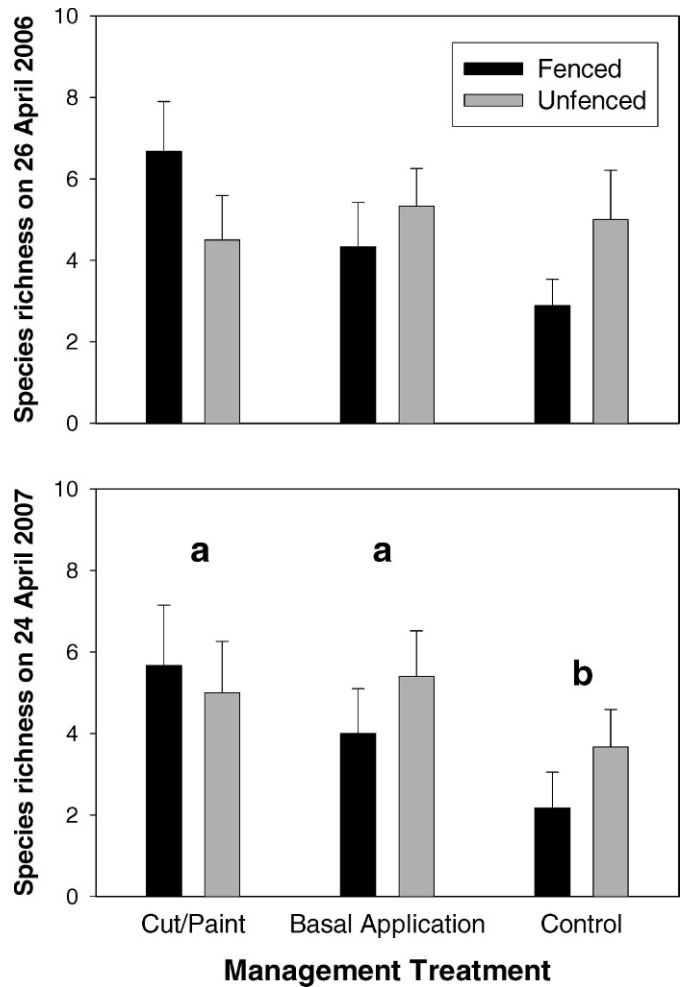 Species richness on 26 April 2006
10
8
6
4
2
0
Fenced
Unfenced
Species richness on 24 April 2007
10
8
6
4
2
0
a a
b
Cut/Paint Basal Application Control
Management Treatment